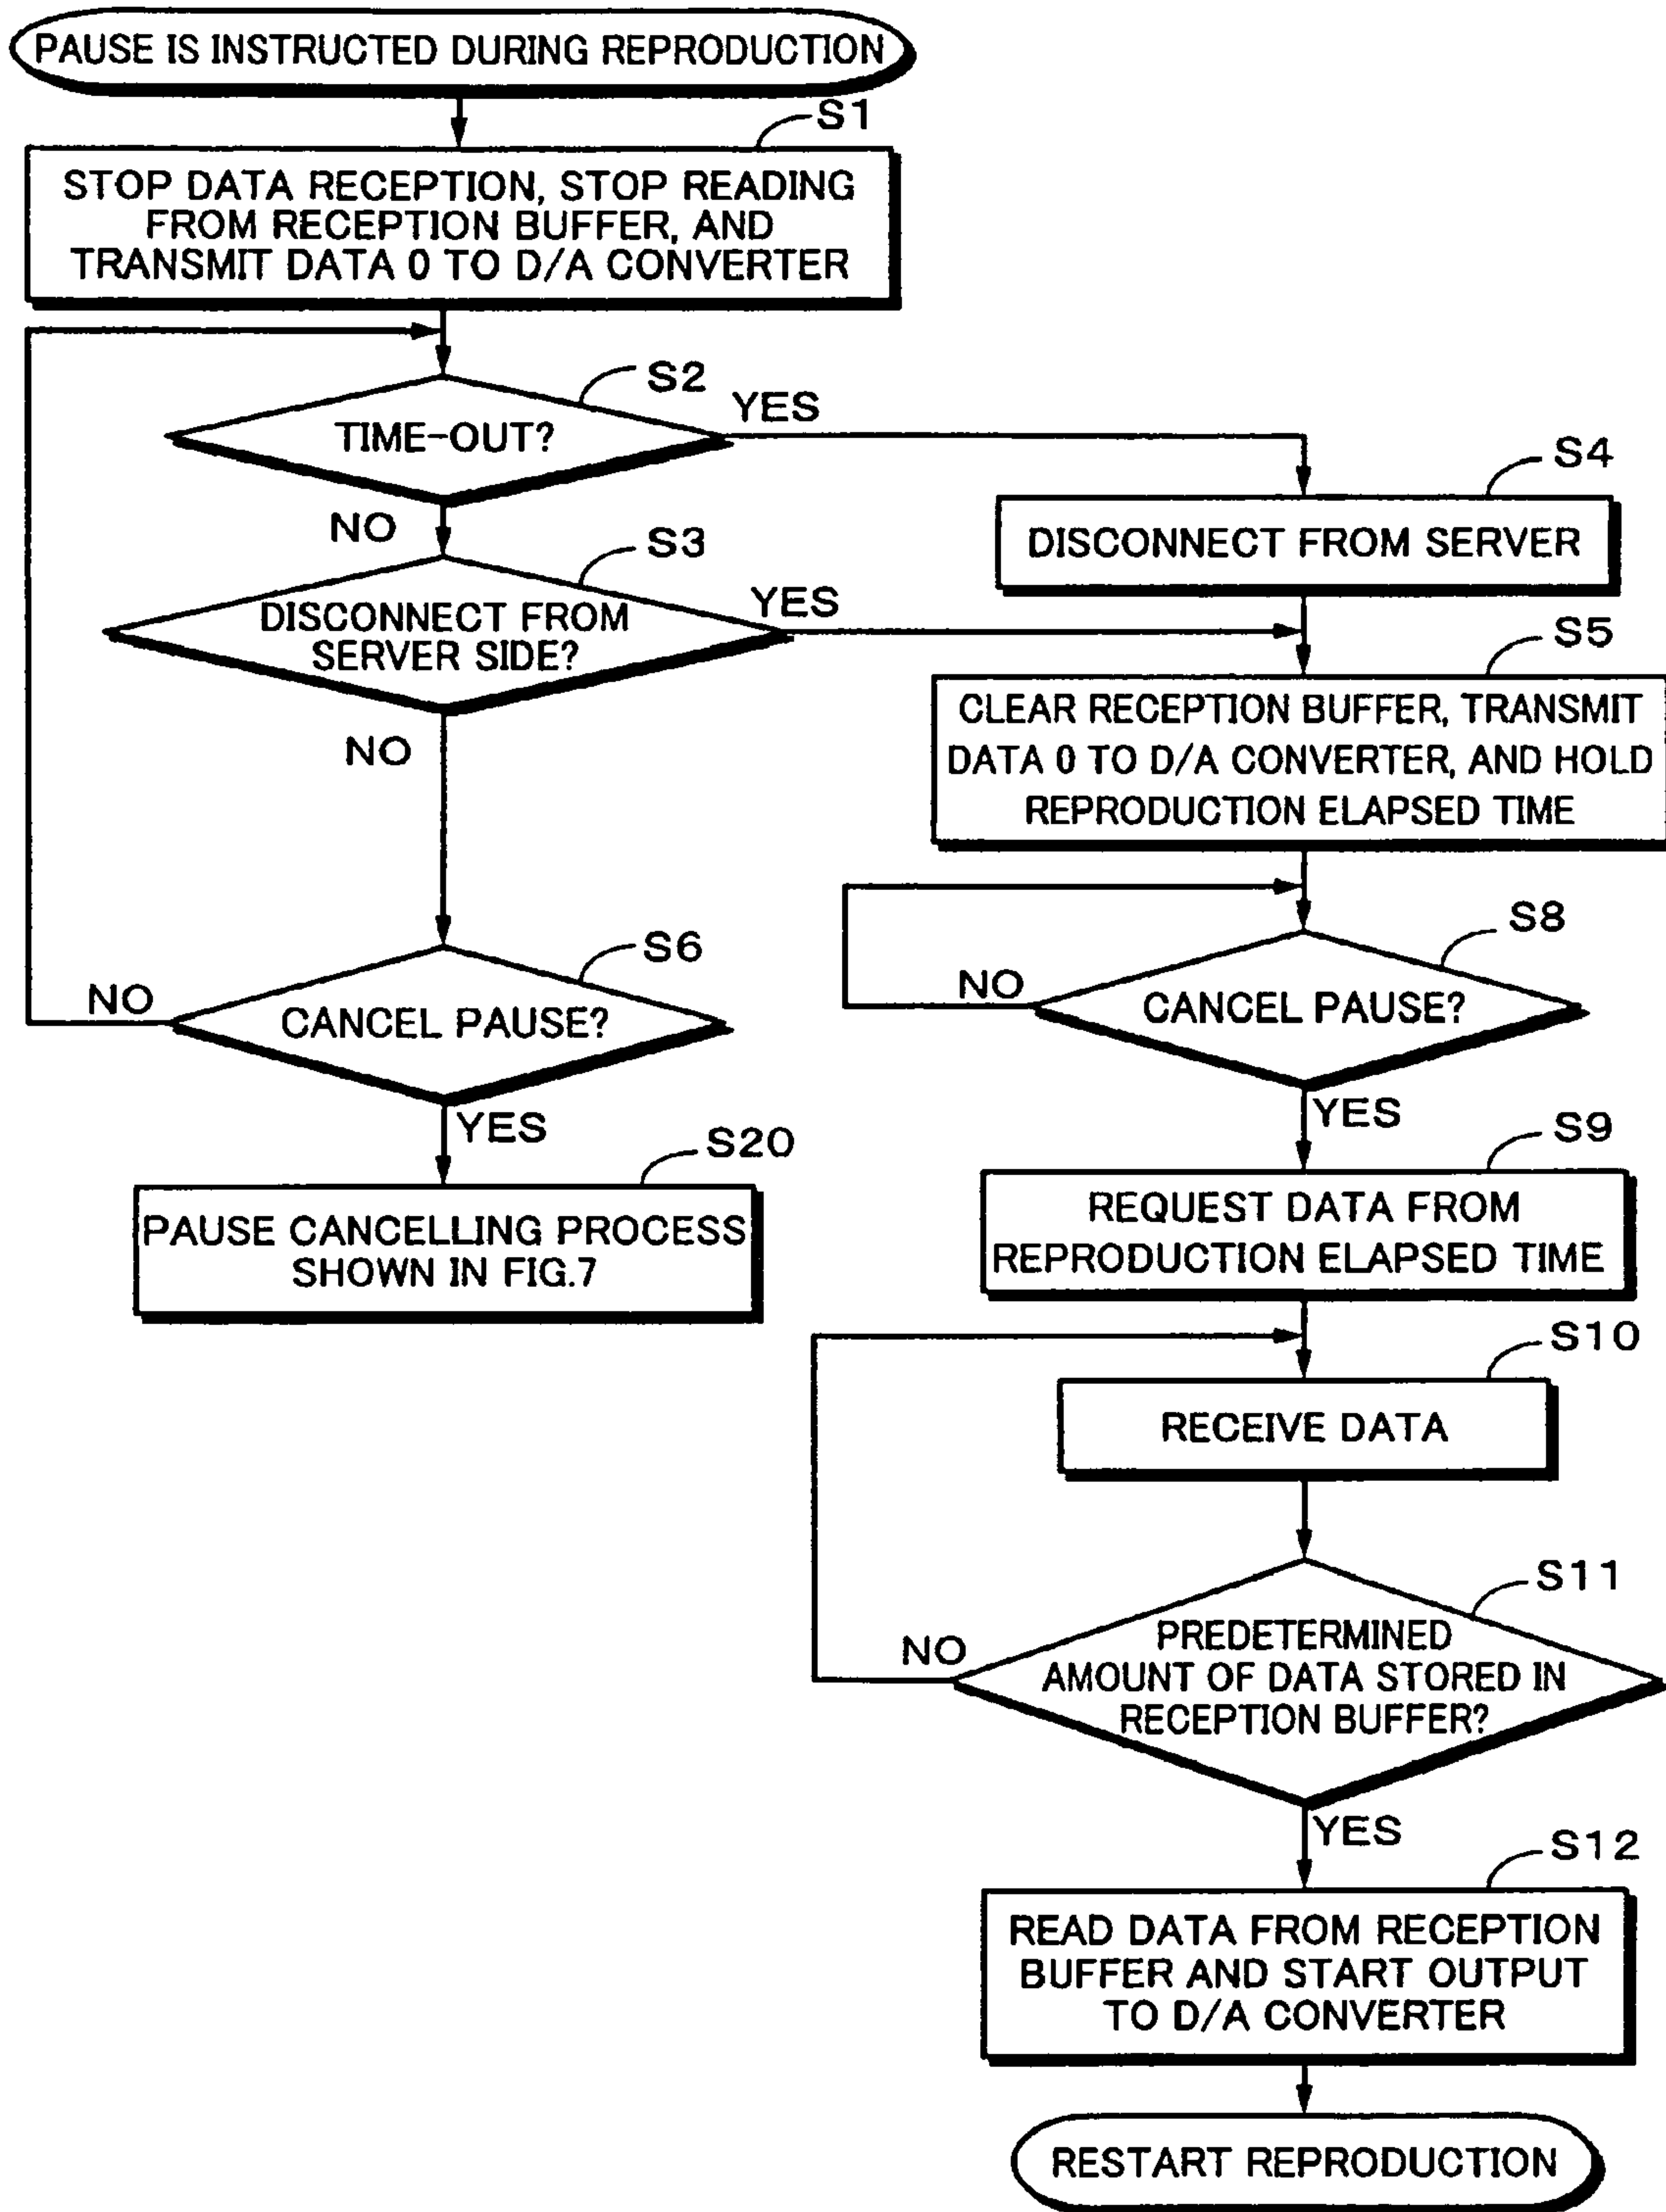 PAUSE IS INSTRUCTED DURING REPRODUCTION
S1
STOP DATA RECEPTION, STOP READING
FROM RECEPTION BUFFER, AND
TRANSMIT DATA 0 TO D/A CONVERTER
S2
TIME-OUT?
YES
NO
S4
DISCONNECT FROM SERVER
S3
DISCONNECT FROM
SERVER SIDE?
YES
NO
S5
CLEAR RECEPTION BUFFER, TRANSMIT
DATA 0 TO D/A CONVERTER, AND HOLD
REPRODUCTION ELAPSED TIME
S6
CANCEL PAUSE?
NO
YES
S20
PAUSE CANCELLING PROCESS
SHOWN IN FIG.7
S8
CANCEL PAUSE?
NO
YES
S9
REQUEST DATA FROM
REPRODUCTION ELAPSED TIME
S10
RECEIVE DATA
S11
PREDETERMINED
AMOUNT OF DATA STORED IN
RECEPTION BUFFER?
NO
YES
S12
READ DATA FROM RECEPTION
BUFFER AND START OUTPUT
TO D/A CONVERTER
RESTART REPRODUCTION